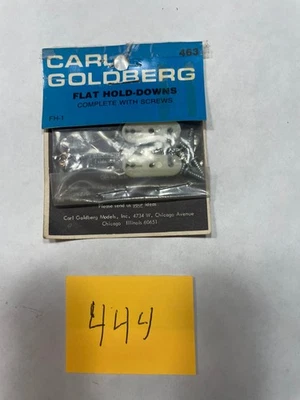 CARL
463
GOLDBERG
FLAT HOLD-DOWNS
COMPLETE WITH SCREWS
FH-1
Carl Goldberg Models, Inc. 4734 W. Chicago Avenue
Chicago, Illinois 60651
444